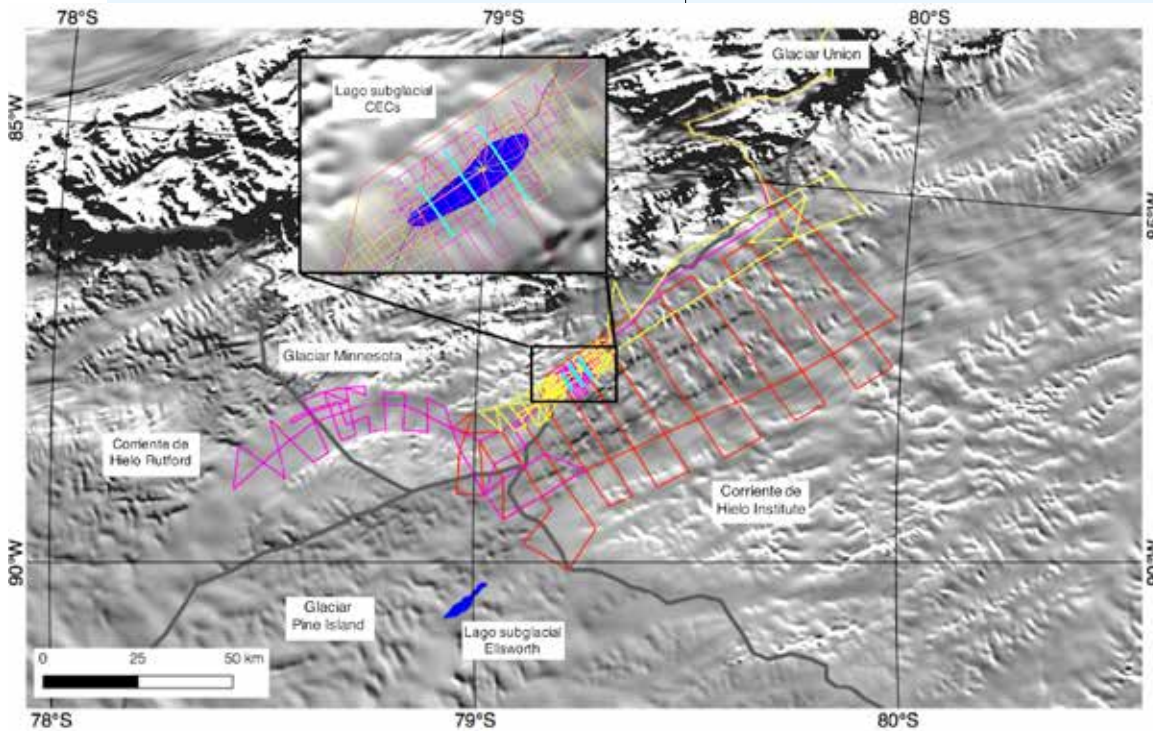 78°S
79°S
80°S
Glaciar Union
Lago subglacial
CECs
85°W
85°W
Glaciar Minnesota
Corriente de
Hielo Rutford
Corriente de
Hielo Institute
90°W
90°W
Glaciar
Pine Island
Lago subglacial
Ellsworth
0 25 50 km
78°S
79°S
80°S